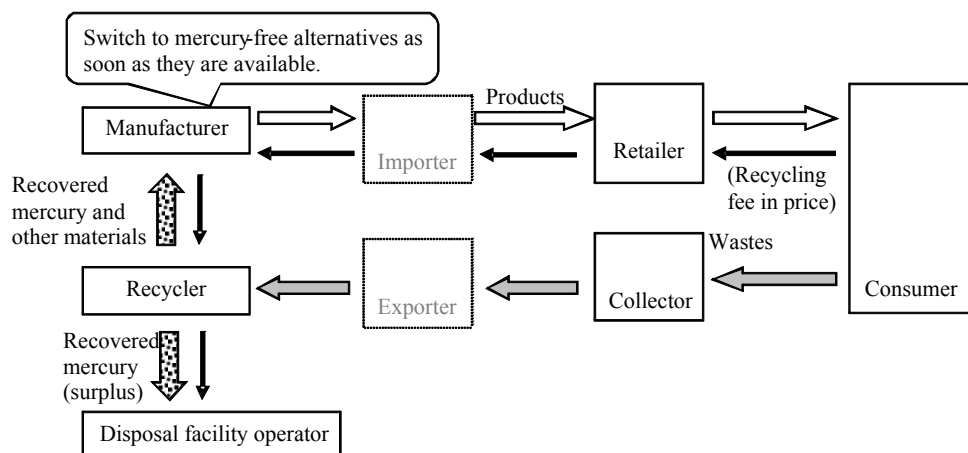 Switch to mercury-free alternatives as
soon as they are available.
Manufacturer
Importer
Products
Retailer
(Recycling
fee in price)
Consumer
Recovered
mercury and
other materials
Recycler
Exporter
Collector
Wastes
Recovered
mercury
(surplus)
Disposal facility operator